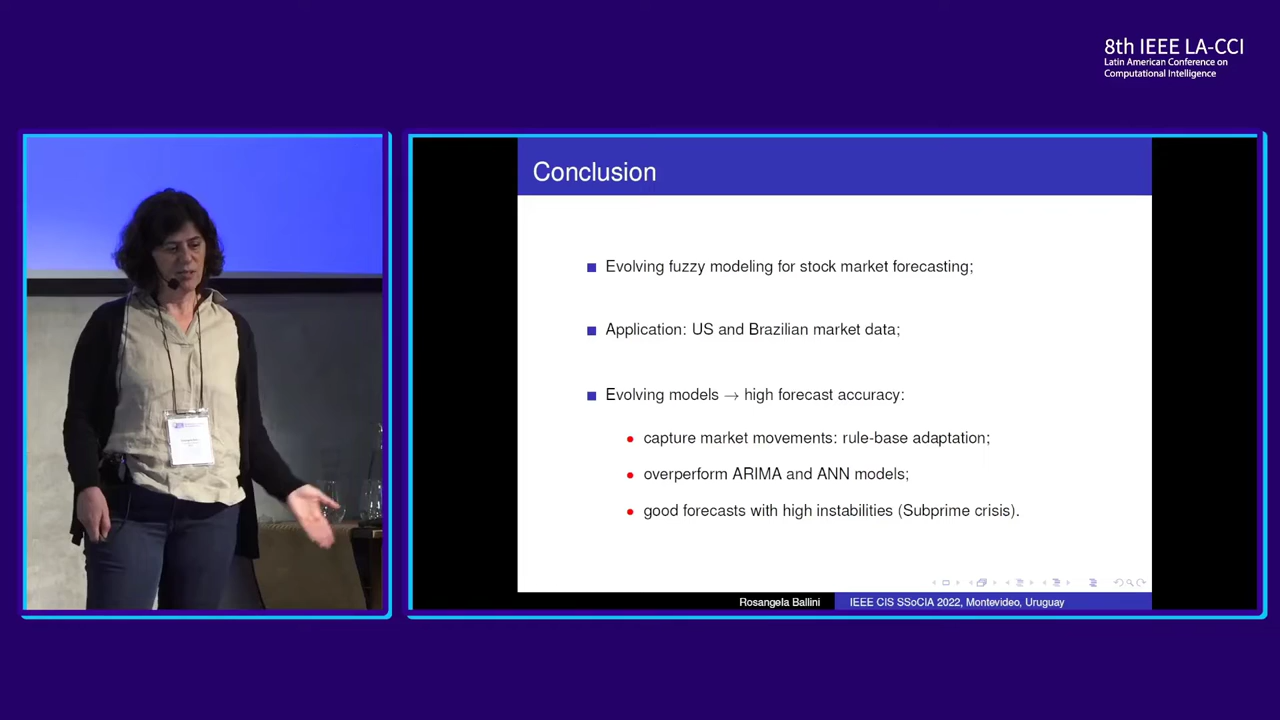 8th IEEE LA-CCI
Latin American Conference on
Computational Intelligence
Conclusion
Evolving fuzzy modeling for stock market forecasting;
Application: US and Brazilian market data;
Evolving models → high forecast accuracy:
capture market movements: rule-base adaptation;
overperform ARIMA and ANN models;
good forecasts with high instabilities (Subprime crisis).
Rosangela Ballini
IEEE CIS SSoCIA 2022, Montevideo, Uruguay